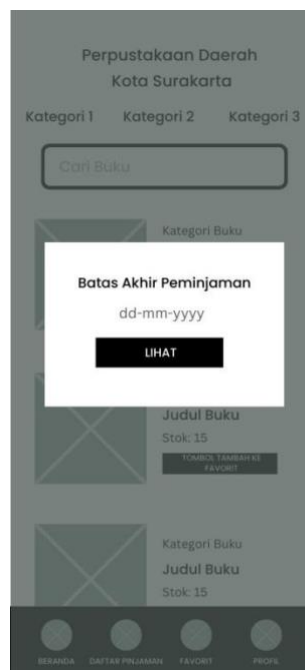 Perpustakaan Daerah
Kota Surakarta
Kategori 1 Kategori 2 Kategori 3
Cari Buku
Kategori Buku
Batas Akhir Peminjaman
dd-mm-yyyy
LIHAT
Judul Buku
Stok: 15
TOMBOL TAMBAH KE
FAVORIT
Kategori Buku
Judul Buku
Stok: 15
BERANDA DAFTAR PINJAMAN FAVORIT PROFIL